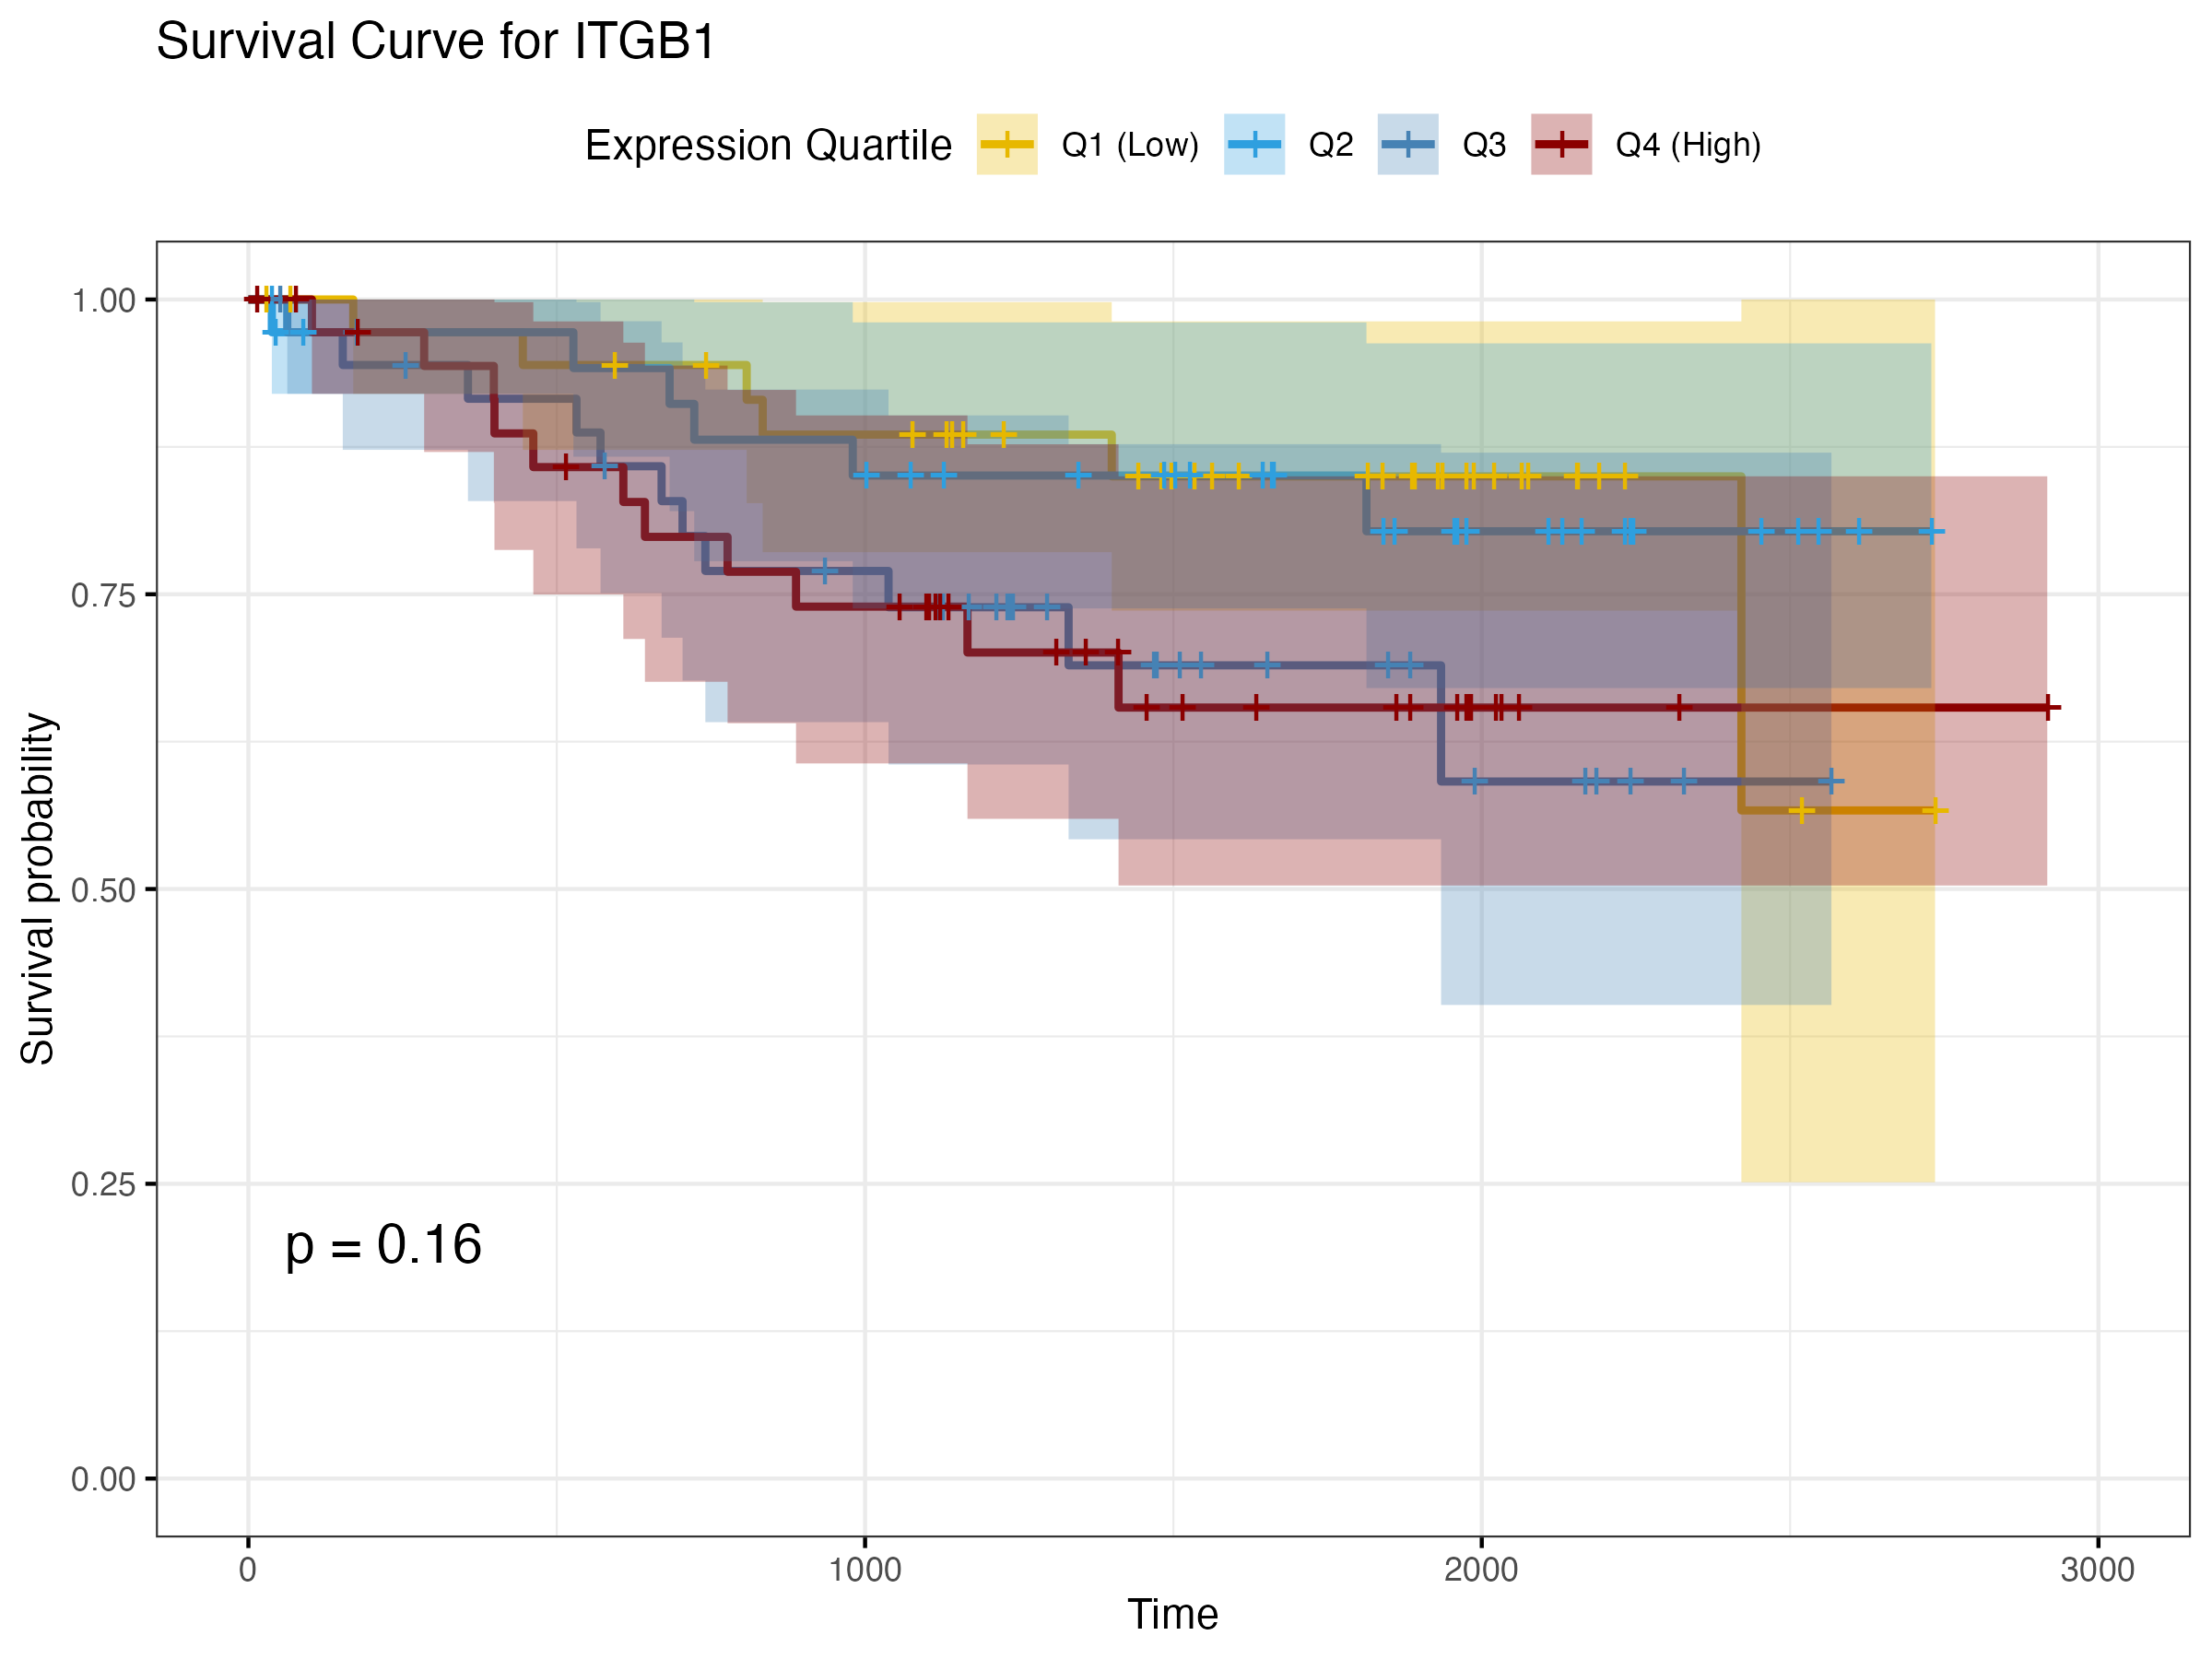 Survival Curve for ITGB1
Expression Quartile Q1 (Low) Q2 Q3 Q4 (High)
1.00
0.75
0.50
0.25
0.00
Survival probability
p = 0.16
0 1000 2000 3000
Time